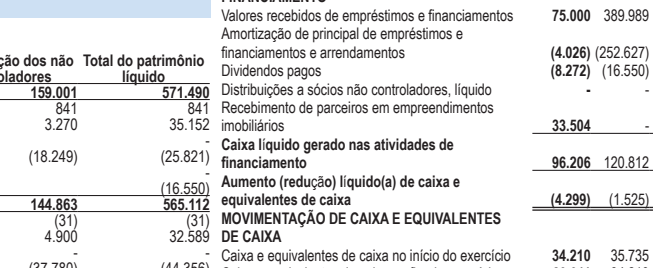 ção dos não Total do patrimônio
oladores líquido
159.001 571.490
841 841
3.270 35.152
-
(18.249) (25.821)
-
(16.550)
144.863 565.112
(31) (31)
4.900 32.589
- -
(37.780) (44.356)
FINANCIAMENTO
Valores recebidos de empréstimos e financiamentos 75.000 389.989
Amortização de principal de empréstimos e
financiamentos e arrendamentos (4.026) (252.627)
Dividendos pagos (8.272) (16.550)
Distribuições a sócios não controladores, líquido - -
Recebimento de parceiros em empreendimentos
imobiliários 33.504 -
Caixa líquido gerado nas atividades de
financiamento 96.206 120.812
Aumento (redução) líquido(a) de caixa e
equivalentes de caixa (4.299) (1.525)
MOVIMENTAÇÃO DE CAIXA E EQUIVALENTES
DE CAIXA
Caixa e equivalentes de caixa no início do exercício 34.210 35.735